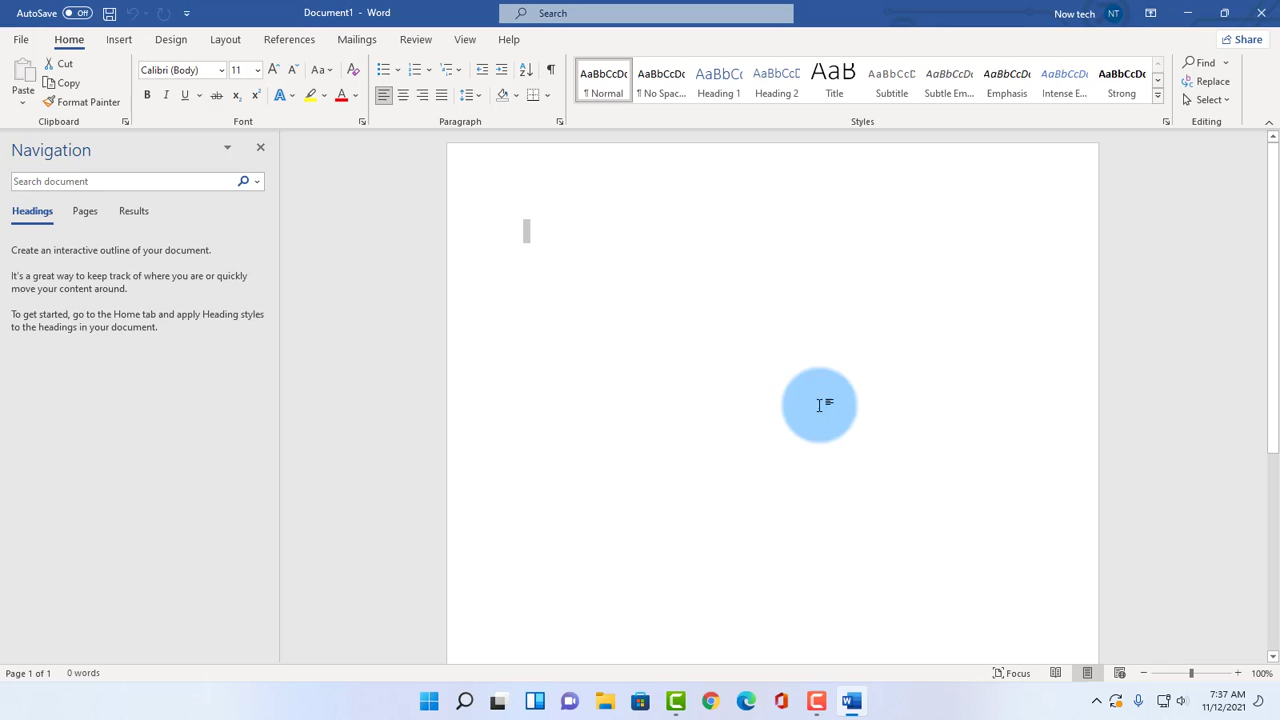 AutoSave Off Document1 - Word Search Now tech NT
File Home Insert Design Layout References Mailings Review View Help Share
Paste Cut Copy Format Painter
Calibri (Body) 11 Aa
B I U ab x₂ x² A A
AaBbCcDc AaBbCcDc AaBbCc AaBbCcD AaB AaBbCcD AaBbCcDc AaBbCcDc AaBbCcDc AaBbCcDc
¶ Normal ¶ No Spac... Heading 1 Heading 2 Title Subtitle Subtle Em... Emphasis Intense E... Strong
Find
Replace
Select
Clipboard Font Paragraph Styles Editing
Navigation
Search document
Headings Pages Results
Create an interactive outline of your document.
It's a great way to keep track of where you are or quickly
move your content around.
To get started, go to the Home tab and apply Heading styles
to the headings in your document.
Page 1 of 1 0 words Focus 100%
7:37 AM
11/12/2021